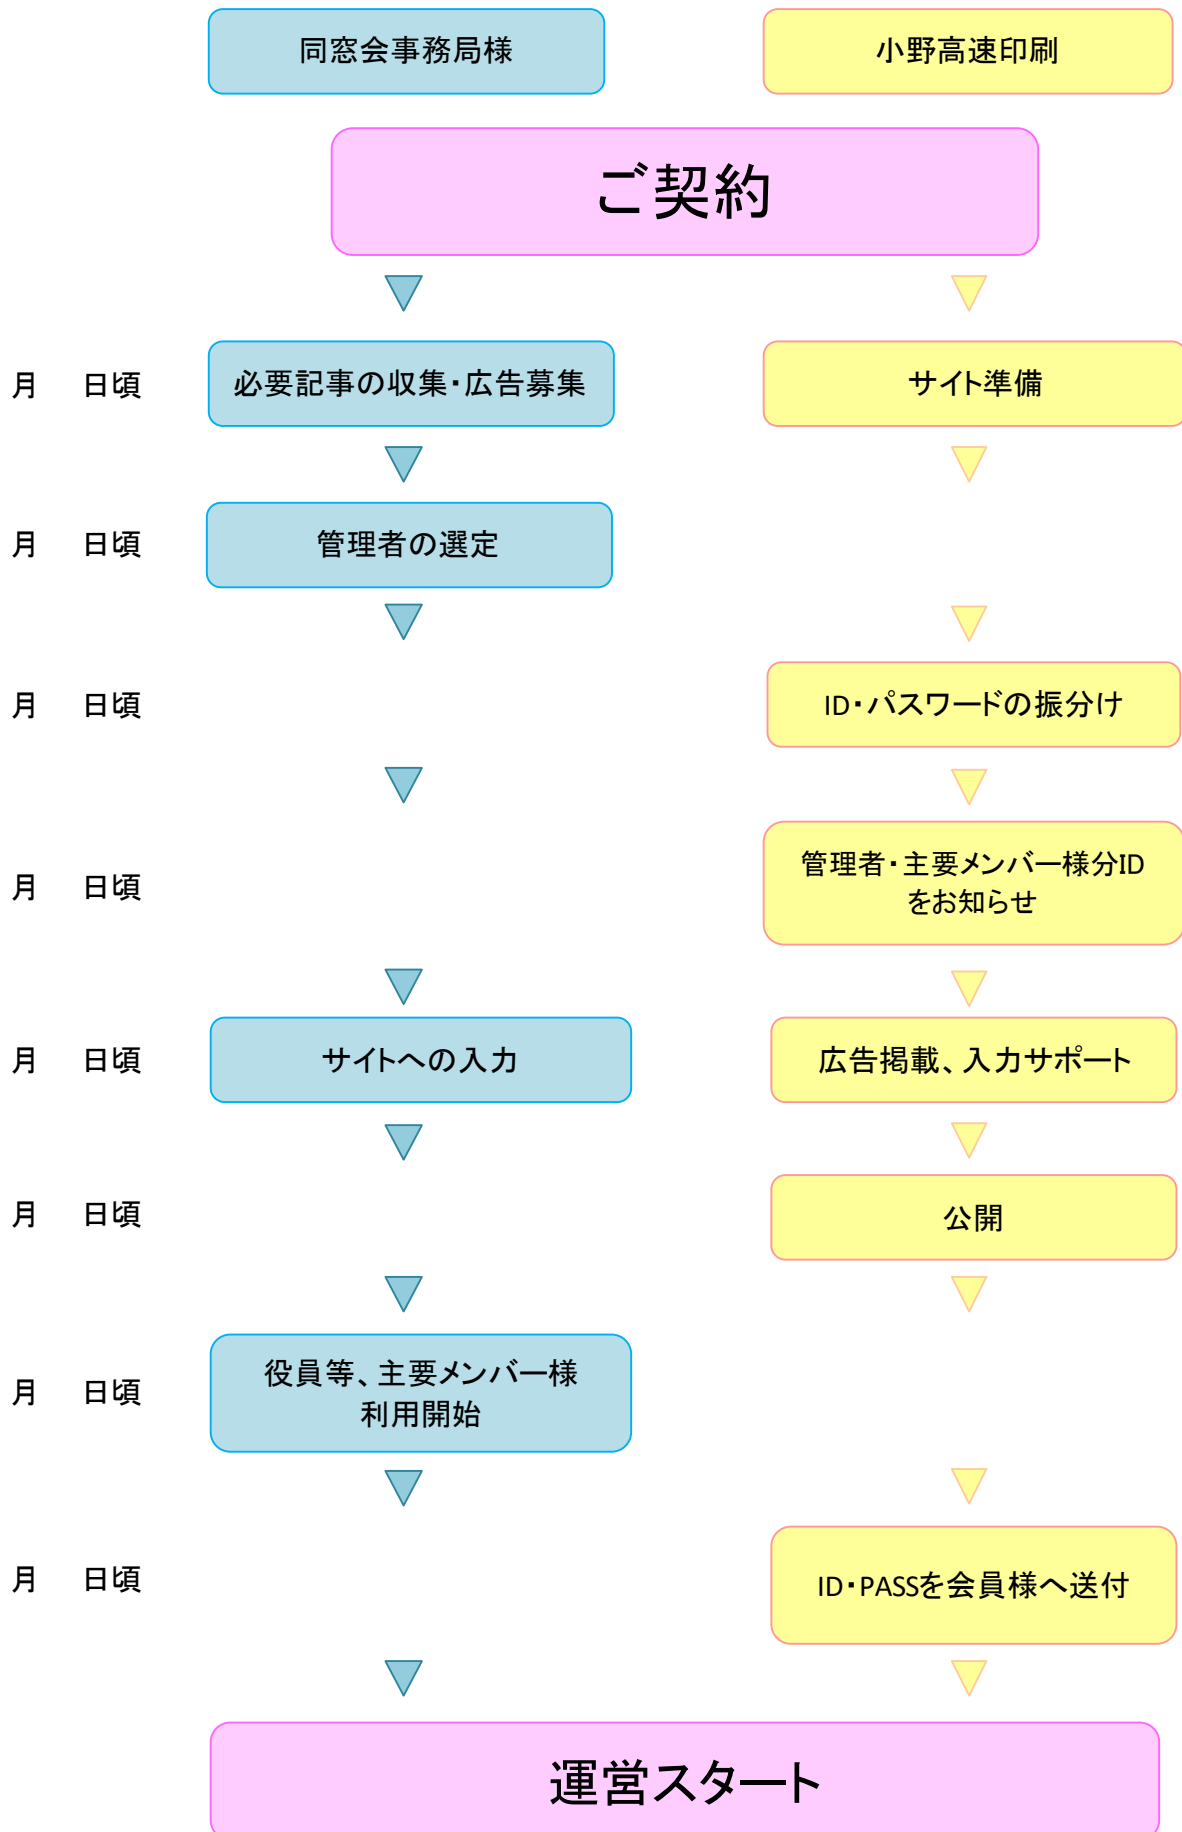 同窓会事務局様
小野高速印刷
ご契約
月 日頃
必要記事の収集・広告募集
サイト準備
月 日頃
管理者の選定
月 日頃
ID・パスワードの振分け
月 日頃
管理者・主要メンバー様分ID
をお知らせ
月 日頃
サイトへの入力
広告掲載、入力サポート
月 日頃
公開
月 日頃
役員等、主要メンバー様
利用開始
月 日頃
ID・PASSを会員様へ送付
運営スタート